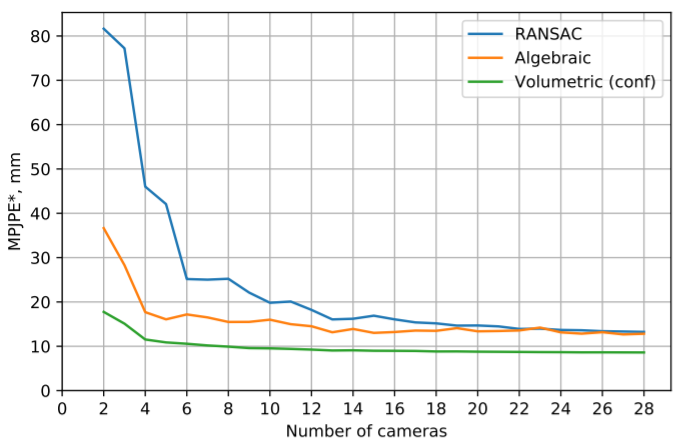 80
70
60
50
40
30
20
10
0
MPJPE*, mm
RANSAC
Algebraic
Volumetric (conf)
0 2 4 6 8 10 12 14 16 18 20 22 24 26 28
Number of cameras